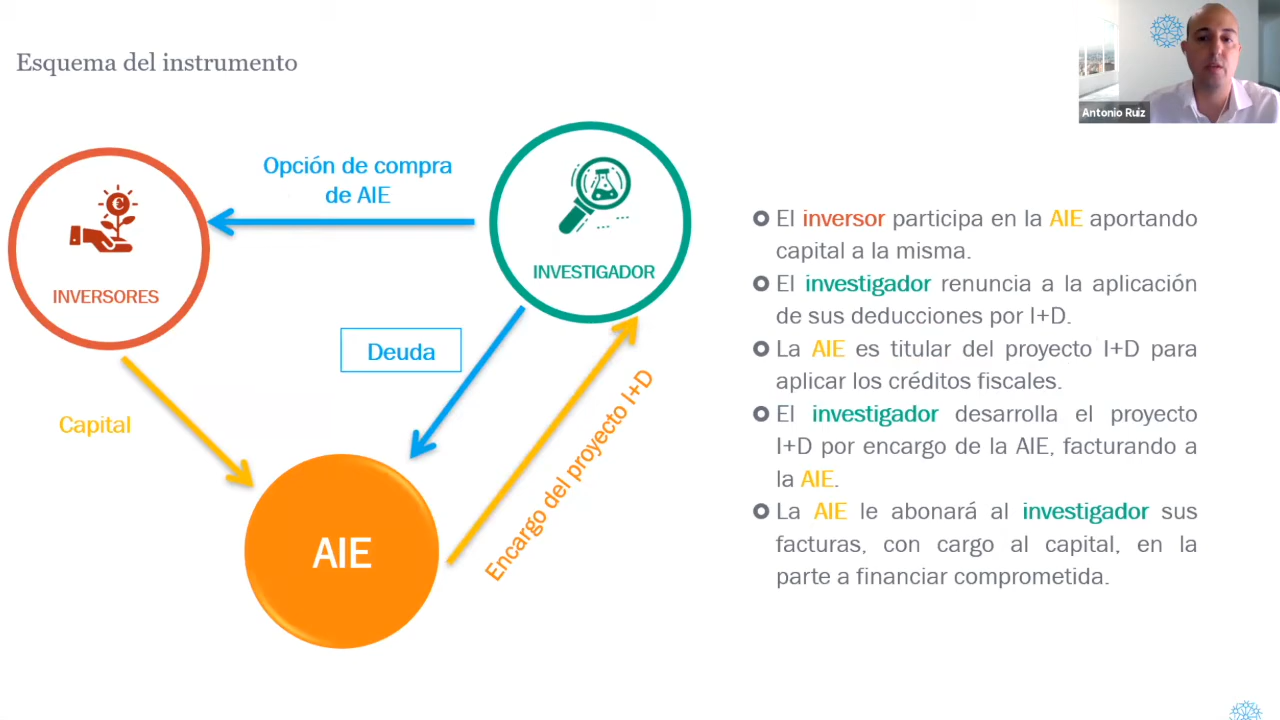 Esquema del instrumento
Antonio Ruiz
Opción de compra
de AIE
INVERSORES
INVESTIGADOR
Deuda
Capital
Encargo del proyecto I+D
AIE
€
El inversor participa en la AIE aportando
capital a la misma.
El investigador renuncia a la aplicación
de sus deducciones por I+D.
La AIE es titular del proyecto I+D para
aplicar los créditos fiscales.
El investigador desarrolla el proyecto
I+D por encargo de la AIE, facturando a
la AIE.
La AIE le abonará al investigador sus
facturas, con cargo al capital, en la
parte a financiar comprometida.